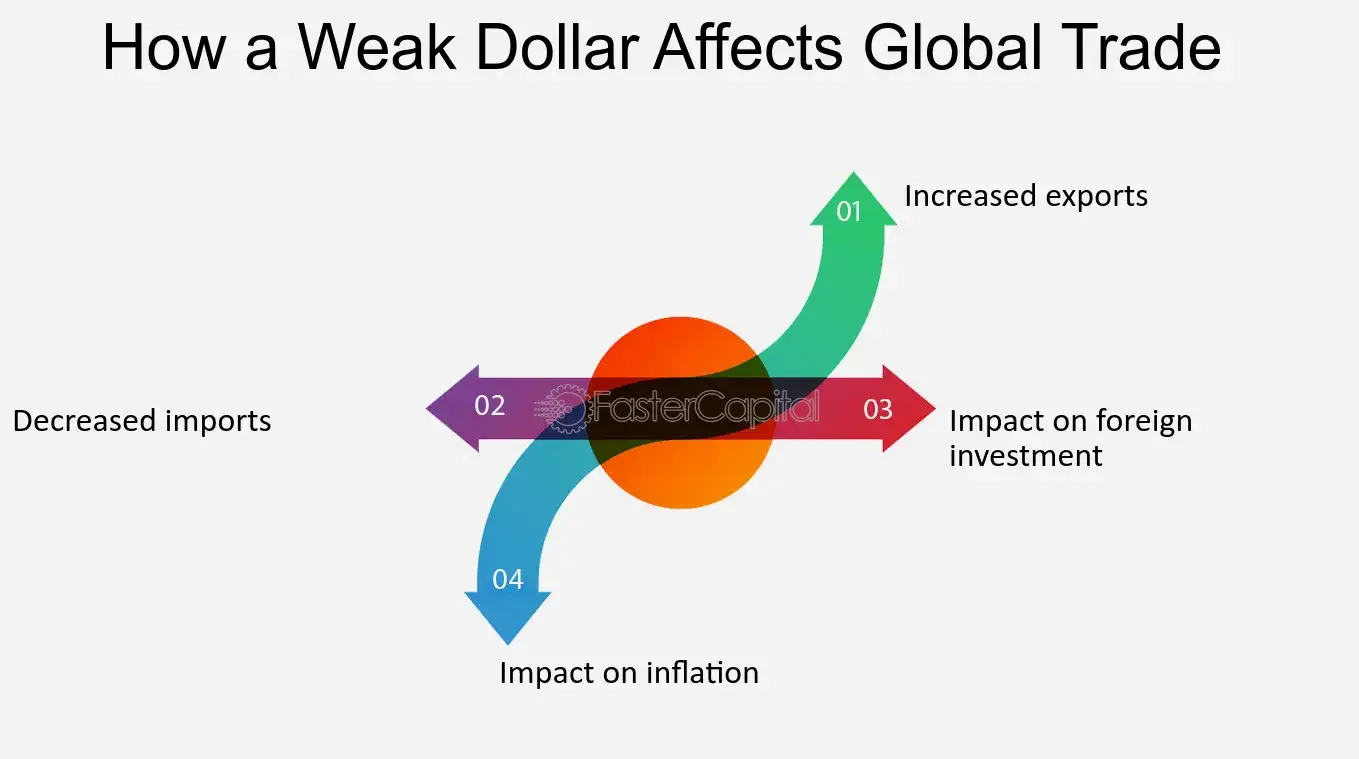 How a Weak Dollar Affects Global Trade
01
Increased exports
02
FasterCapital
03
Decreased imports
Impact on foreign
investment
04
Impact on inflation